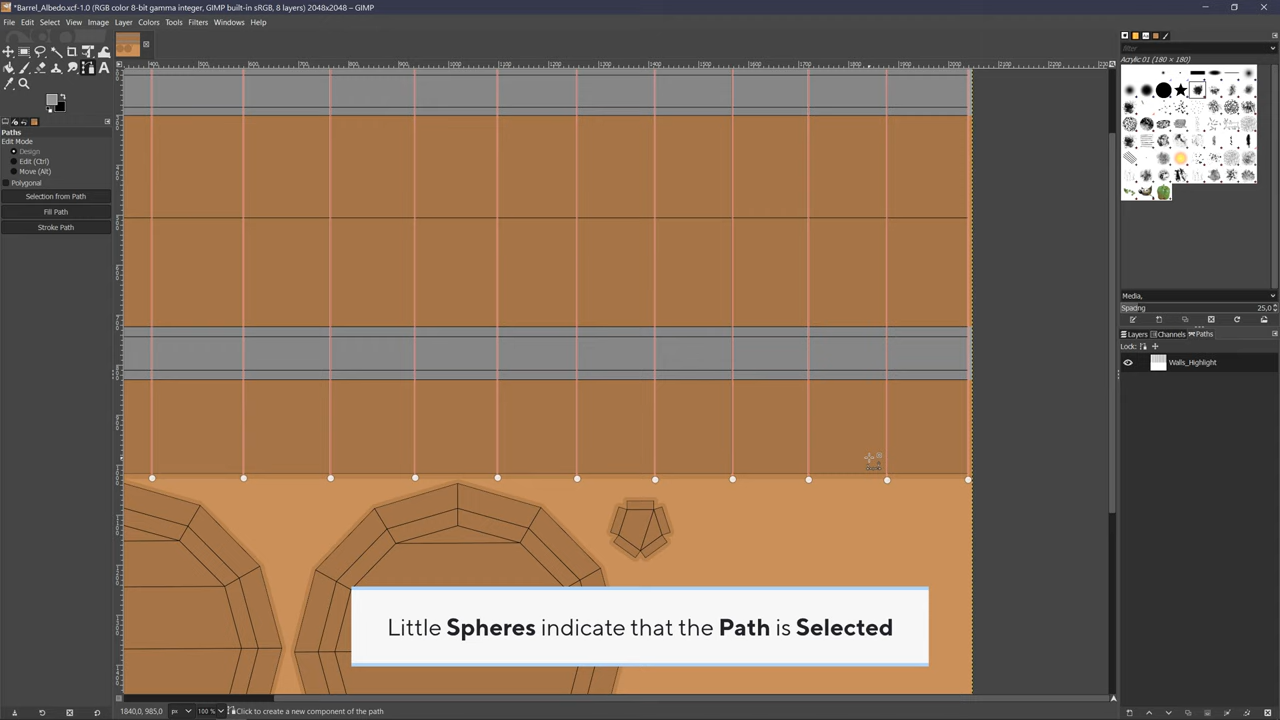 *Barrel_Albedo.xcf-1.0 (RGB color 8-bit gamma integer, GIMP built-in sRGB, 8 layers) 2048x2048 – GIMP
File Edit Select View Image Layer Colors Tools Filters Windows Help
filter
Acrylic 01 (180 × 180)
Paths
Edit Mode
Design
Edit (Ctrl)
Move (Alt)
Polygonal
Selection from Path
Fill Path
Stroke Path
Media,
Spacing 25,0
Layers Channels Paths
Lock:
Walls_Highlight
Little Spheres indicate that the Path is Selected
1840,0, 985,0 px 100 % Click to create a new component of the path